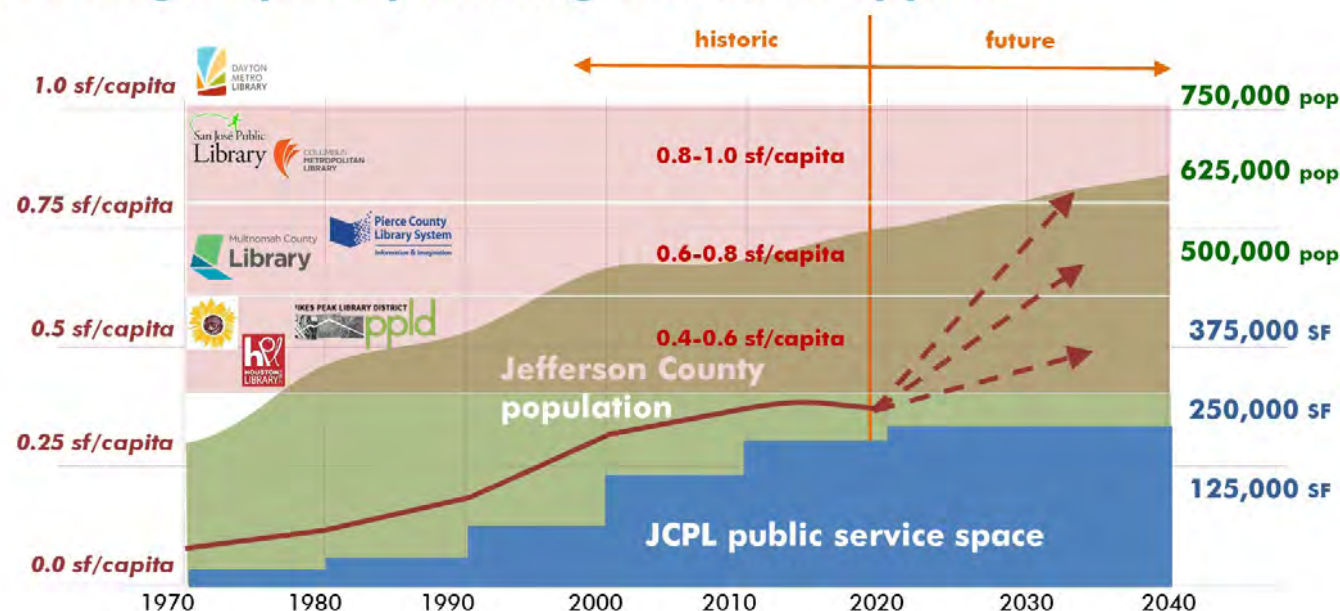 historic
future
1.0 sf/capita
DAYTON
METRO
LIBRARY
750,000 pop
San José Public
Library
COLUMBUS
METROPOLITAN
LIBRARY
0.8-1.0 sf/capita
625,000 pop
0.75 sf/capita
Pierce County
Library System
Information & Imagination
Multnomah County
Library
0.6-0.8 sf/capita
500,000 pop
0.5 sf/capita
PIKES PEAK LIBRARY DISTRICT
ppld
hpl
HOUSTON
LIBRARY
0.4-0.6 sf/capita
375,000 SF
Jefferson County
population
250,000 SF
0.25 sf/capita
125,000 SF
JCPL public service space
0.0 sf/capita
1970
1980
1990
2000
2010
2020
2030
2040